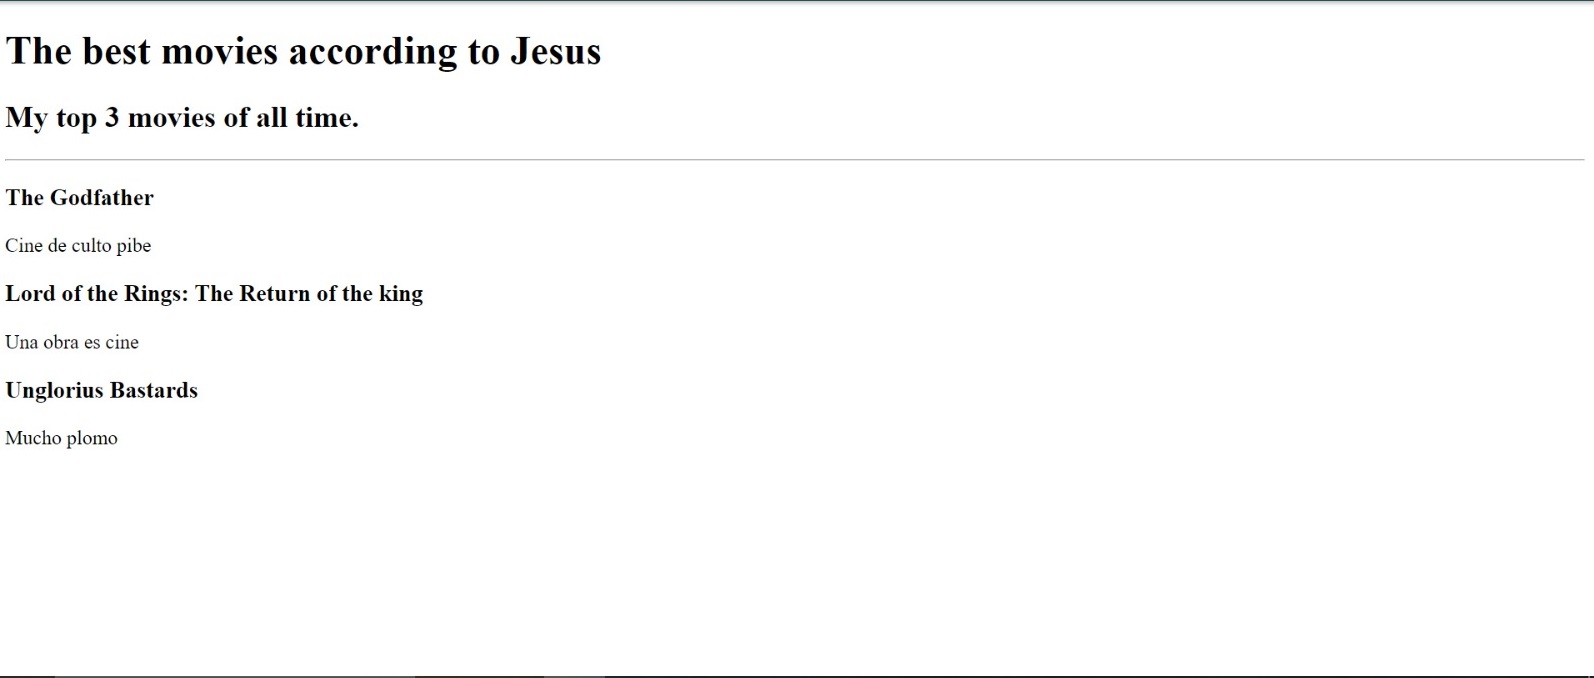 The best movies according to Jesus
My top 3 movies of all time.
The Godfather
Cine de culto pibe
Lord of the Rings: The Return of the king
Una obra es cine
Unglorius Bastards
Mucho plomo